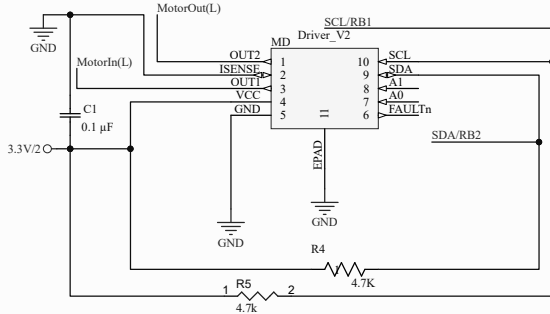 MotorOut(L)
SCL/RB1
MD
Driver_V2
GND
OUT2
1
10
SCL
MotorIn(L)
ISENSE
2
9
SDA
OUT1
3
8
A1
C1
VCC
4
7
A0
0.1 µF
GND
5
11
6
FAULTn
3.3V/2
EPAD
SDA/RB2
GND
GND
R4
1
4.7K
R5
1
2
4.7k